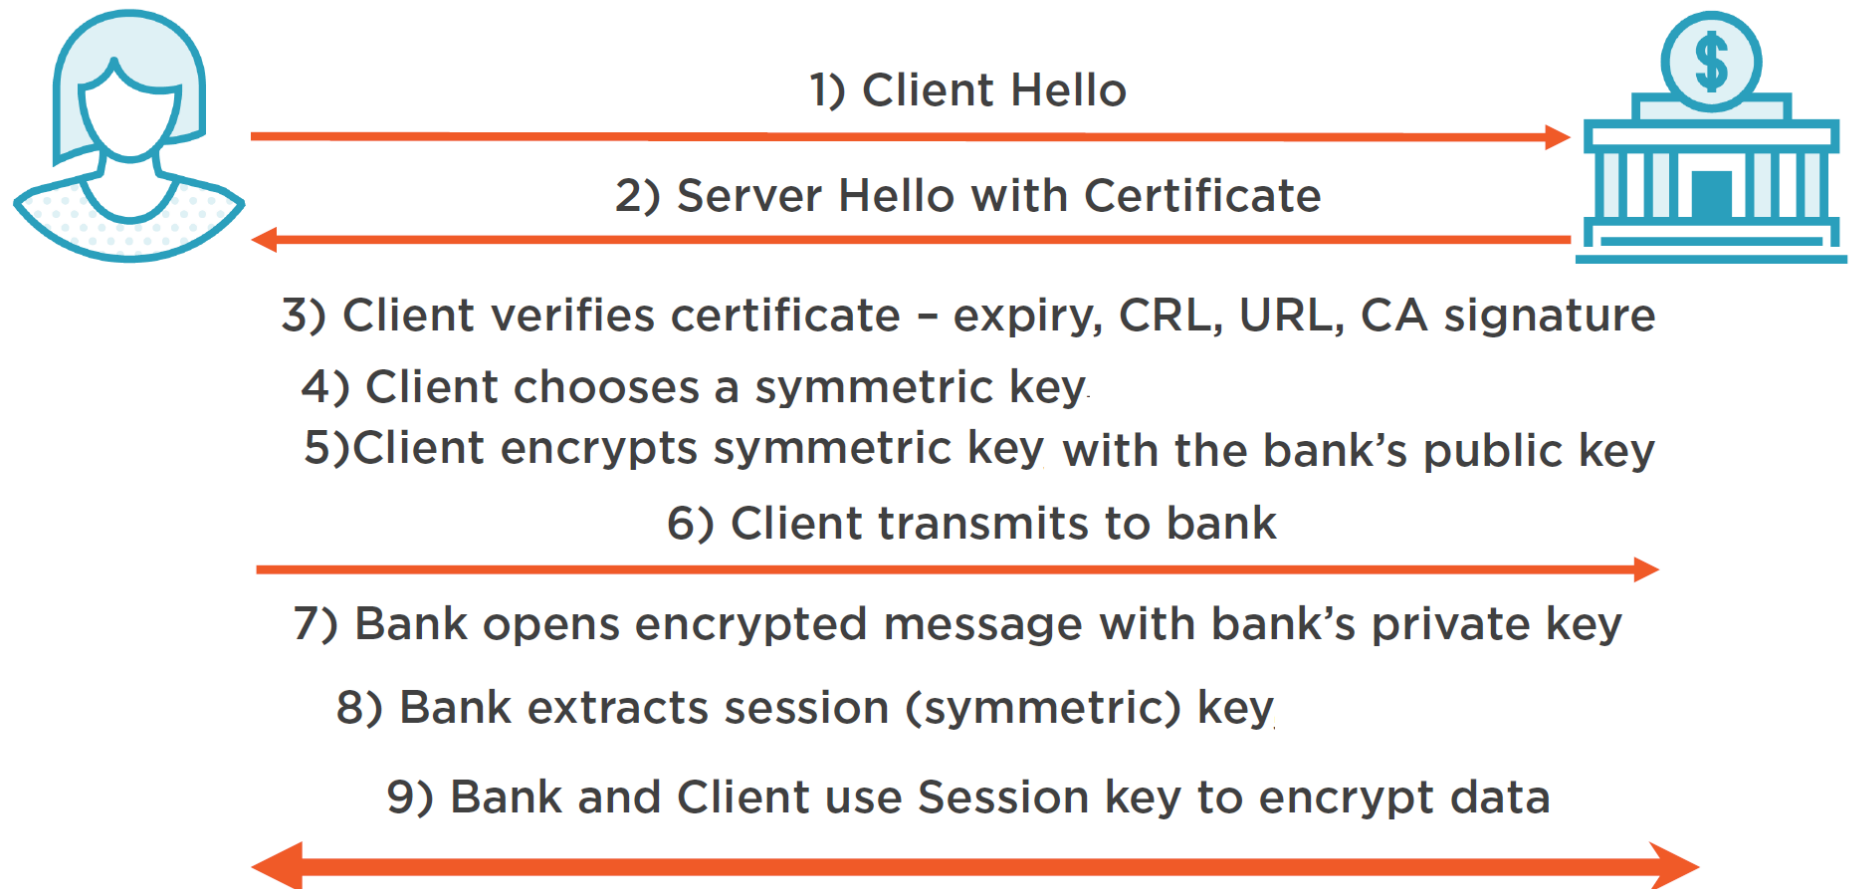 $
1) Client Hello
2) Server Hello with Certificate
3) Client verifies certificate – expiry, CRL, URL, CA signature
4) Client chooses a symmetric key
5)Client encrypts symmetric key with the bank’s public key
6) Client transmits to bank
7) Bank opens encrypted message with bank’s private key
8) Bank extracts session (symmetric) key
9) Bank and Client use Session key to encrypt data